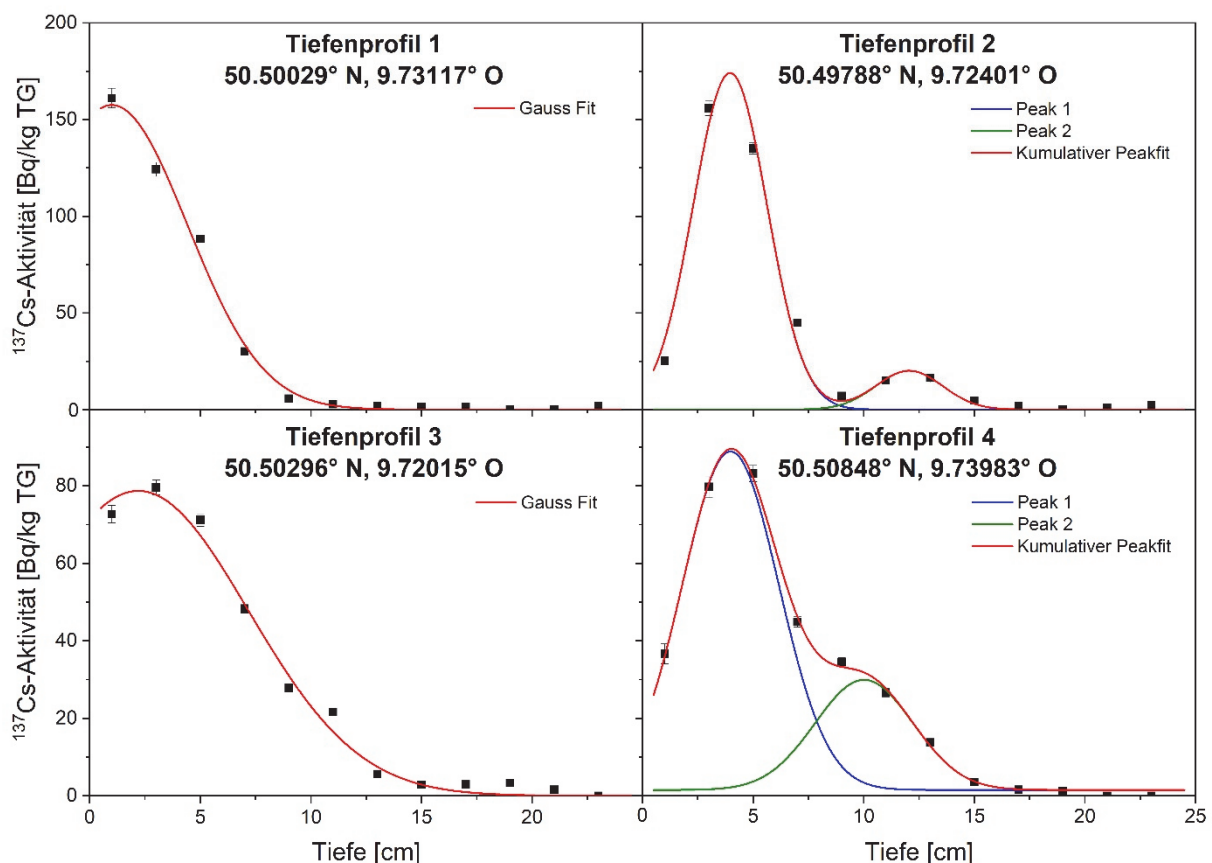 Tiefenprofil 1
50.50029° N, 9.73117° O
Gauss Fit
Tiefenprofil 2
50.49788° N, 9.72401° O
Peak 1
Peak 2
Kumulativer Peakfit
¹³⁷Cs-Aktivität [Bq/kg TG]
200
150
100
50
0
Tiefenprofil 3
50.50296° N, 9.72015° O
Gauss Fit
Tiefenprofil 4
50.50848° N, 9.73983° O
Peak 1
Peak 2
Kumulativer Peakfit
¹³⁷Cs-Aktivität [Bq/kg TG]
80
60
40
20
0
0 5 10 15 20
0 5 10 15 20 25
Tiefe [cm]
Tiefe [cm]